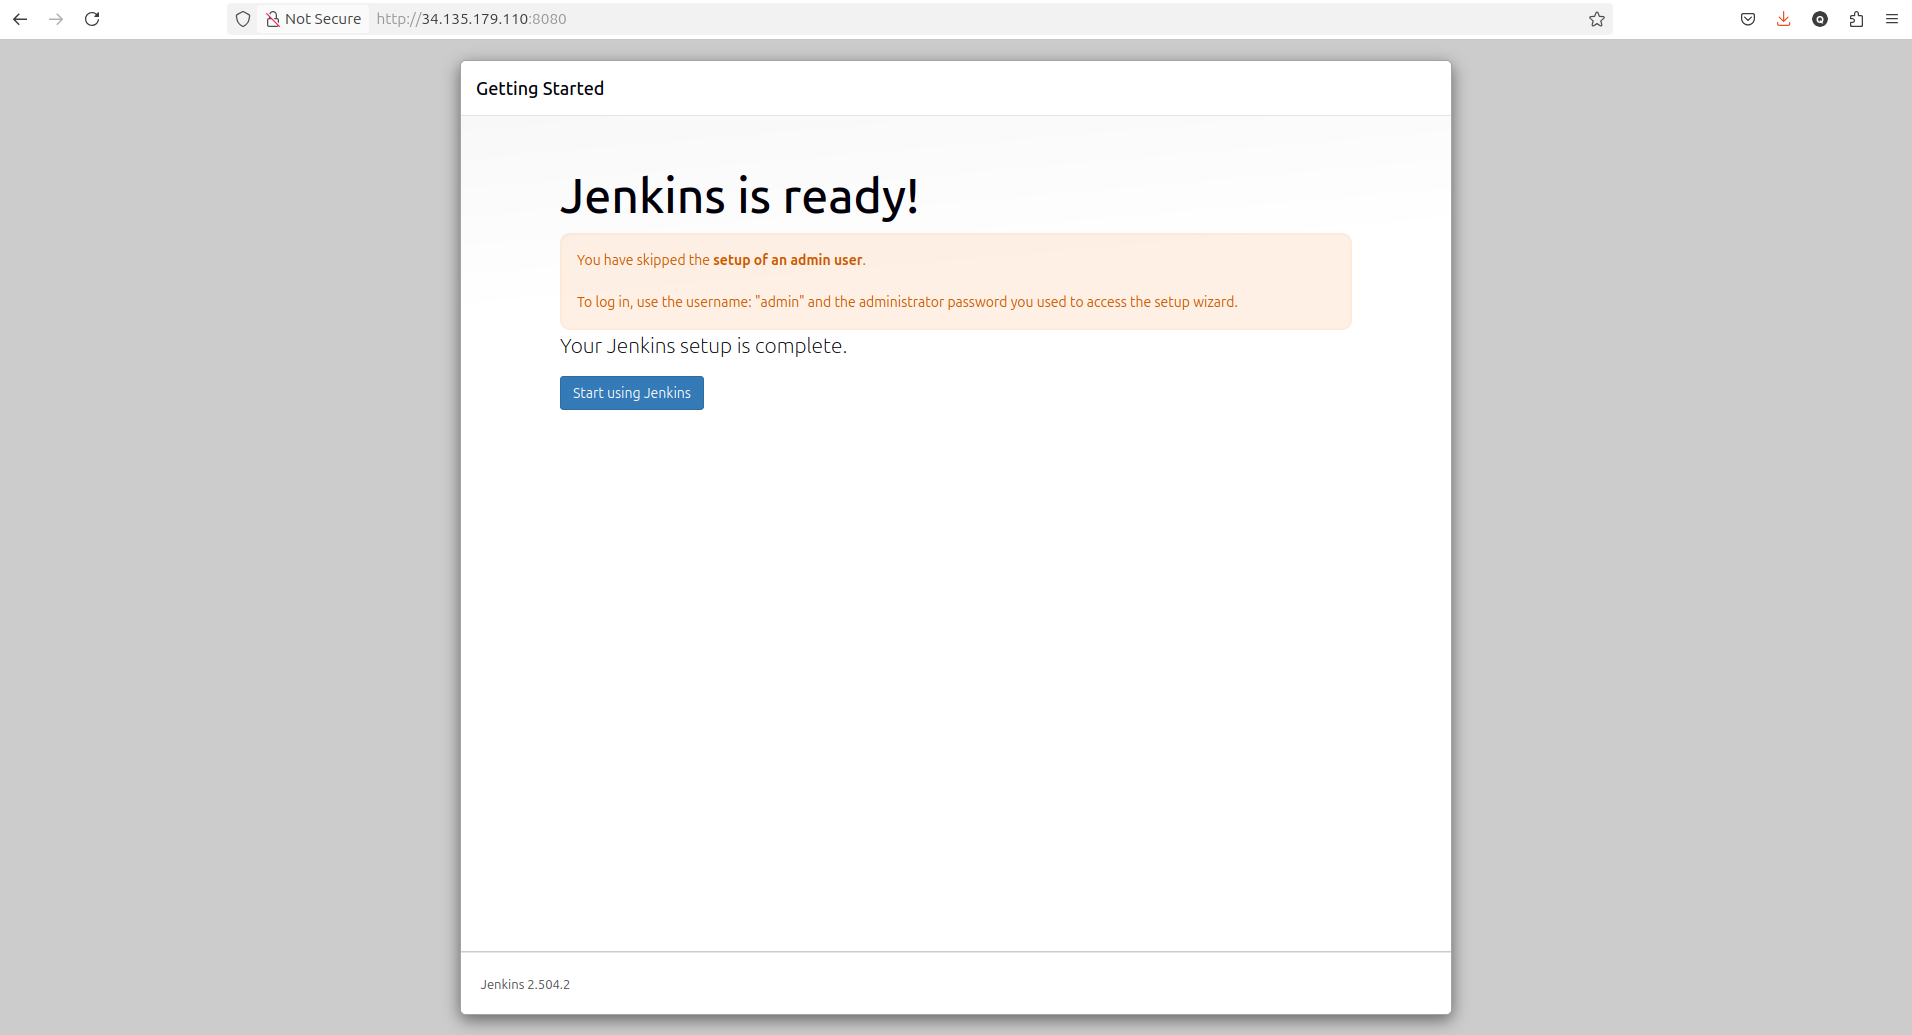 Not Secure http://34.135.179.110:8080
Getting Started
Jenkins is ready!
You have skipped the setup of an admin user.
To log in, use the username: "admin" and the administrator password you used to access the setup wizard.
Your Jenkins setup is complete.
Start using Jenkins
Jenkins 2.504.2